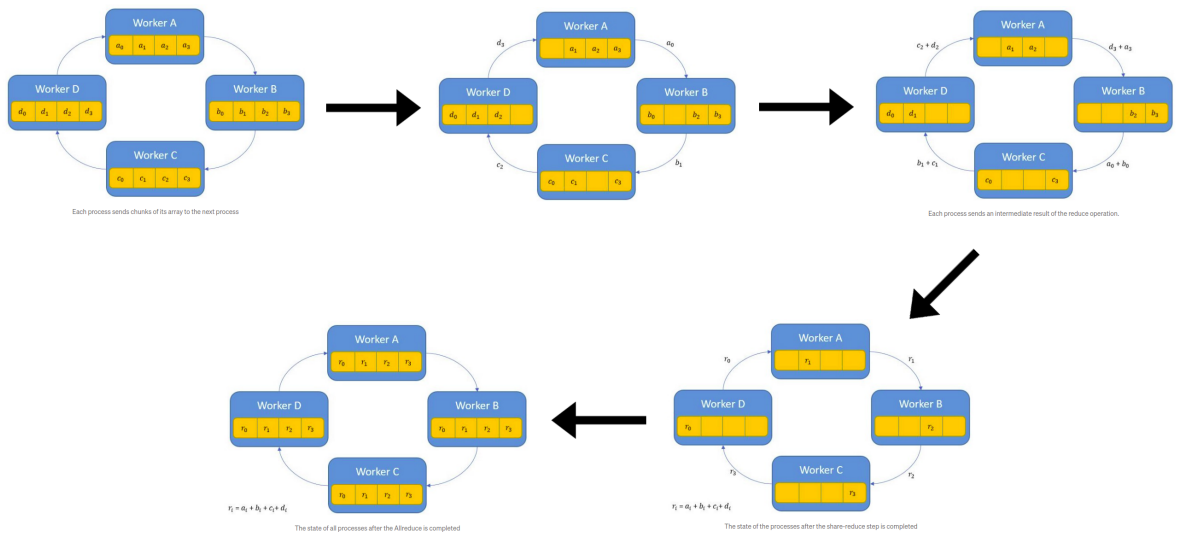 Worker A
a₀ a₁ a₂ a₃
Worker D
d₀ d₁ d₂ d₃
Worker B
b₀ b₁ b₂ b₃
Worker C
c₀ c₁ c₂ c₃
Each process sends chunks of its array to the next process
Worker A
a₁ a₂ a₃
d₃
a₀
Worker D
d₀ d₁ d₂
Worker B
b₀ b₂ b₃
c₂
b₁
Worker C
c₀ c₁ c₃
Worker A
a₁ a₂
c₂ + d₂
d₃ + a₃
Worker D
d₀ d₁
Worker B
b₂ b₃
b₁ + c₁
a₀ + b₀
Worker C
c₀ c₃
Each process sends an intermediate result of the reduce operation.
Worker A
r₀ r₁ r₂ r₃
Worker D
r₀ r₁ r₂ r₃
Worker B
r₀ r₁ r₂ r₃
Worker C
r₀ r₁ r₂ r₃
rᵢ = aᵢ + bᵢ + cᵢ+ dᵢ
The state of all processes after the Allreduce is completed
Worker A
r₁
r₀
r₁
Worker D
r₀
Worker B
r₂
r₃
r₂
Worker C
r₃
rᵢ = aᵢ + bᵢ + cᵢ+ dᵢ
The state of the processes after the share-reduce step is completed